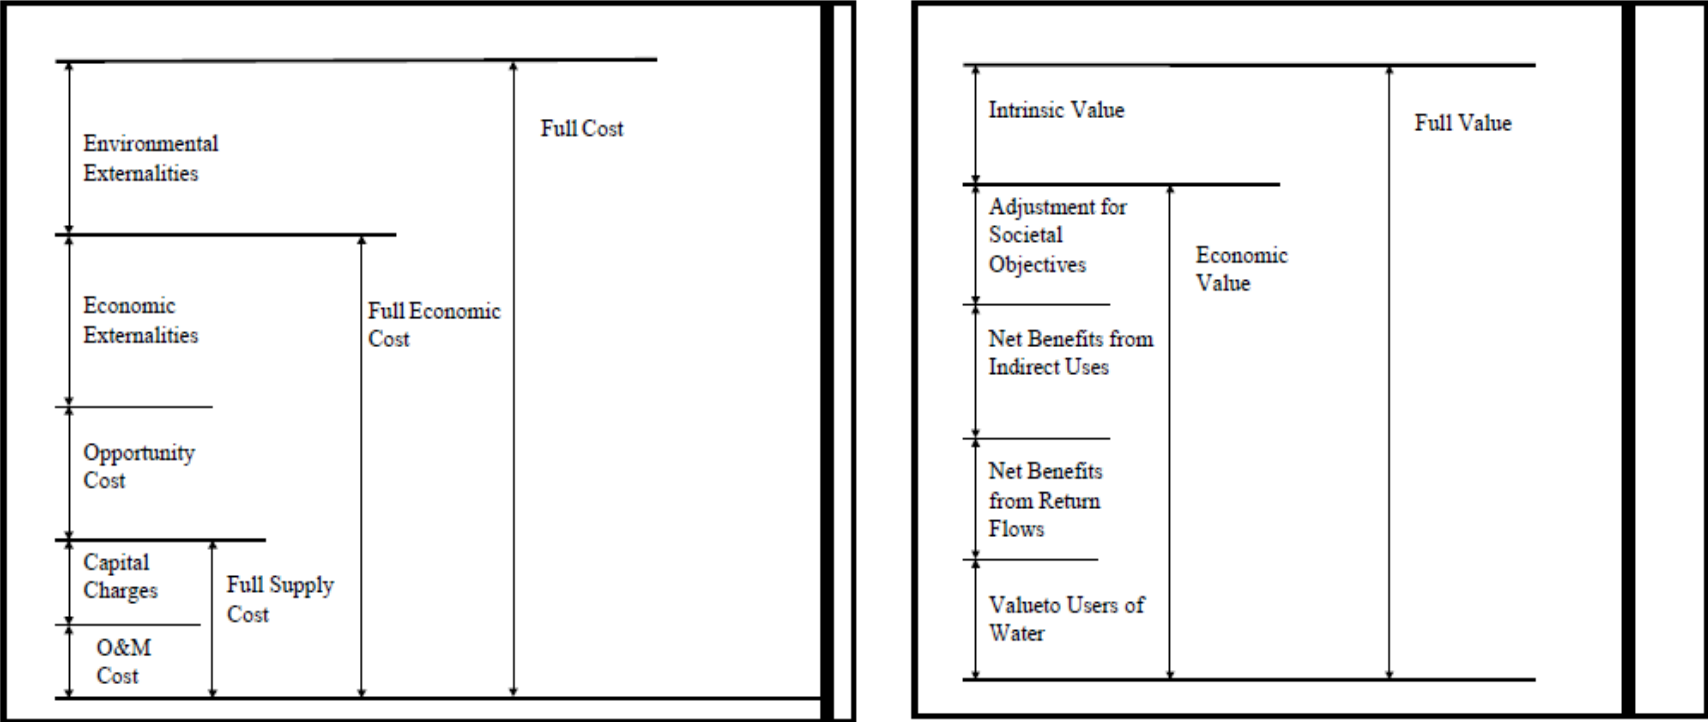 Environmental
Externalities
Full Cost
Economic
Externalities
Full Economic
Cost
Opportunity
Cost
Capital
Charges
Full Supply
Cost
O&M
Cost
Intrinsic Value
Full Value
Adjustment for
Societal
Objectives
Economic
Value
Net Benefits from
Indirect Uses
Net Benefits
from Return
Flows
Valueto Users of
Water